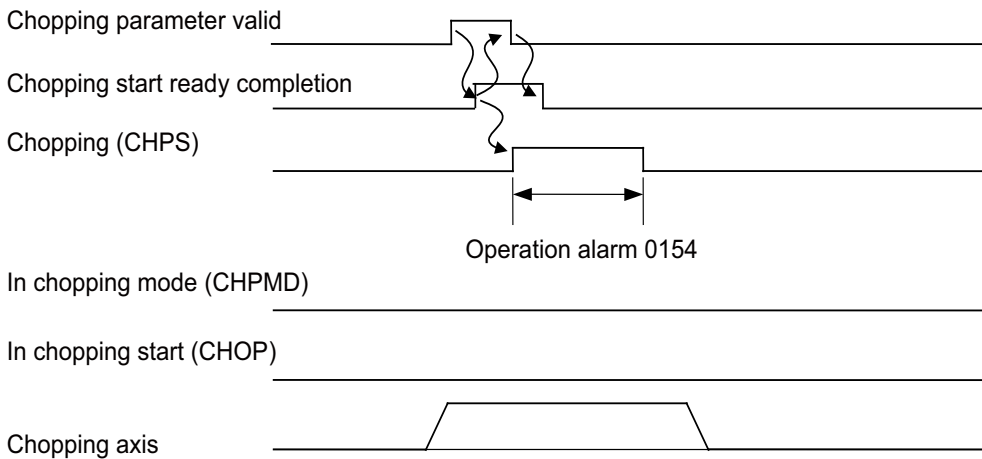 Chopping parameter valid
Chopping start ready completion
Chopping (CHPS)
Operation alarm 0154
In chopping mode (CHPMD)
In chopping start (CHOP)
Chopping axis